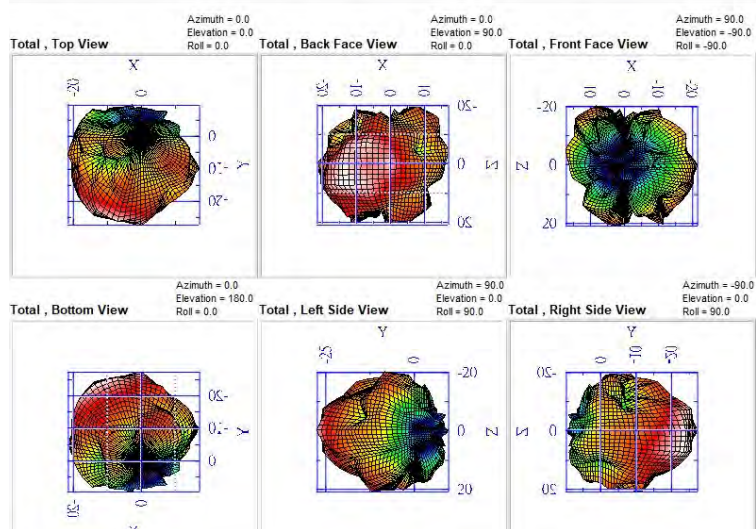 Azimuth = 0.0
Elevation = 0.0
Roll = 0.0
Total , Top View
X
-20
0
0
-10
-20
Y
Azimuth = 0.0
Elevation = 90.0
Roll = 0.0
Total , Back Face View
X
-20
-10
0
10
-20
0
20
Z
Azimuth = 90.0
Elevation = -90.0
Roll = -90.0
Total , Front Face View
X
10
0
-10
-20
-20
0
20
Z
Azimuth = 0.0
Elevation = 180.0
Roll = 0.0
Total , Bottom View
-20
-10
0
Y
-20
0
X
Azimuth = 90.0
Elevation = 0.0
Roll = 90.0
Total , Left Side View
Y
-25
0
-20
0
20
Z
Azimuth = -90.0
Elevation = 0.0
Roll = 90.0
Total , Right Side View
Y
0
-10
-20
-20
0
20
Z